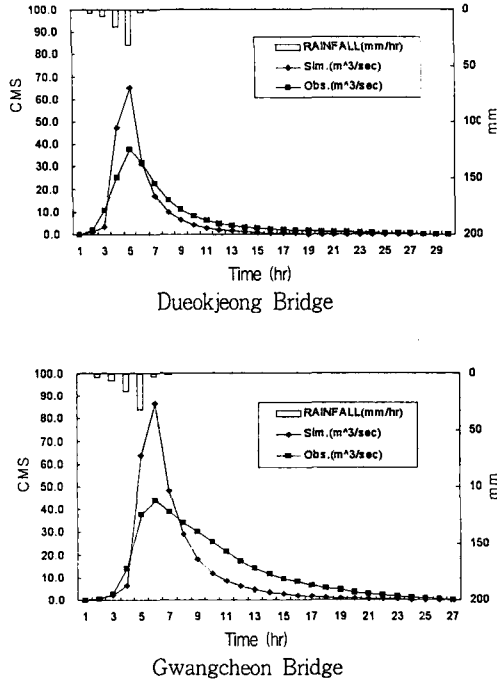 100.0
90.0
80.0
70.0
60.0
50.0
40.0
30.0
20.0
10.0
0.0
CMS
RAINFALL(mm/hr)
Sim.(m^3/sec)
Obs.(m^3/sec)
0
50
100
150
200
mm
1 3 5 7 9 11 13 15 17 19 21 23 25 27 29
Time (hr)
Dueokjeong Bridge
100.0
90.0
80.0
70.0
60.0
50.0
40.0
30.0
20.0
10.0
0.0
CMS
RAINFALL(mm/hr)
Sim.(m^3/sec)
Obs.(m^3/sec)
0
50
10
150
200
mm
1 3 5 7 9 11 13 15 17 19 21 23 25 27
Time (hr)
Gwangcheon Bridge